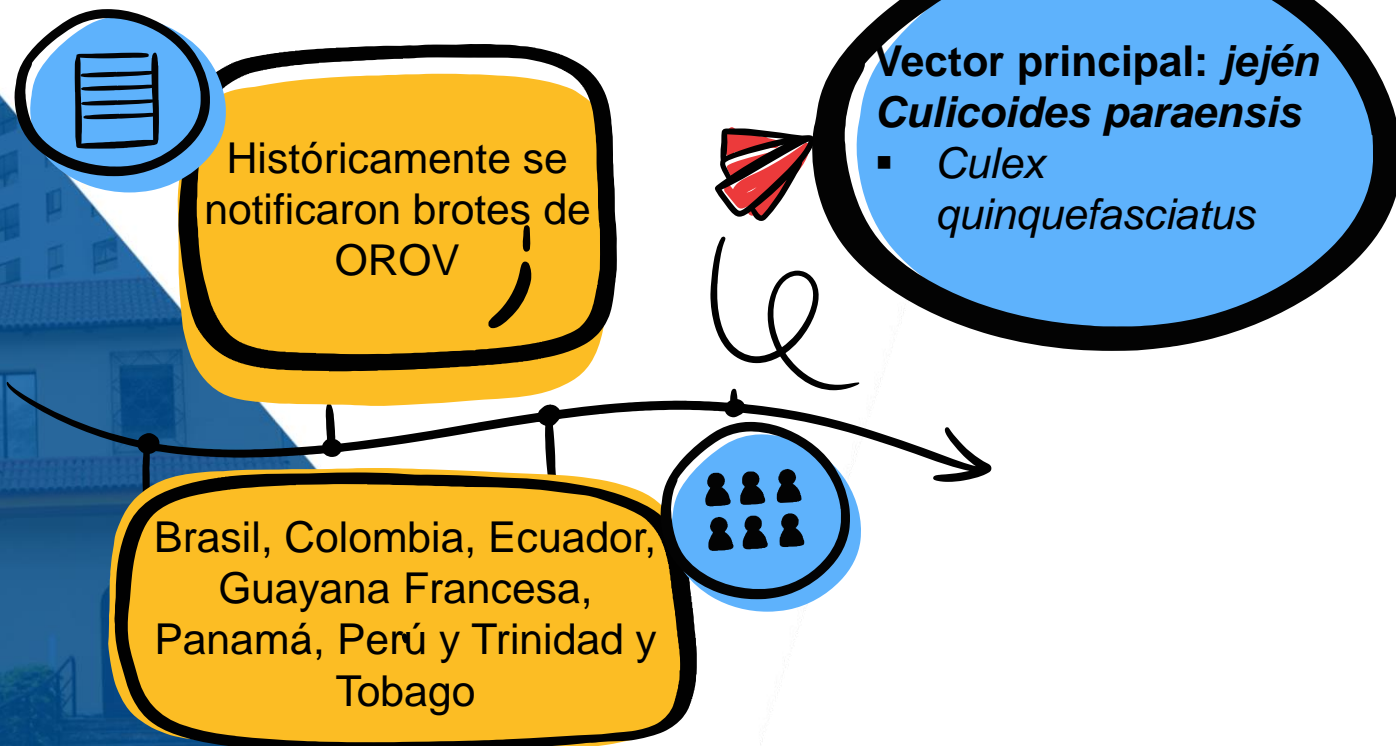 Históricamente se
notificaron brotes de
OROV
Vector principal: jején
Culicoides paraensis
▪ Culex
quinquefasciatus
Brasil, Colombia, Ecuador,
Guayana Francesa,
Panamá, Perú y Trinidad y
Tobago